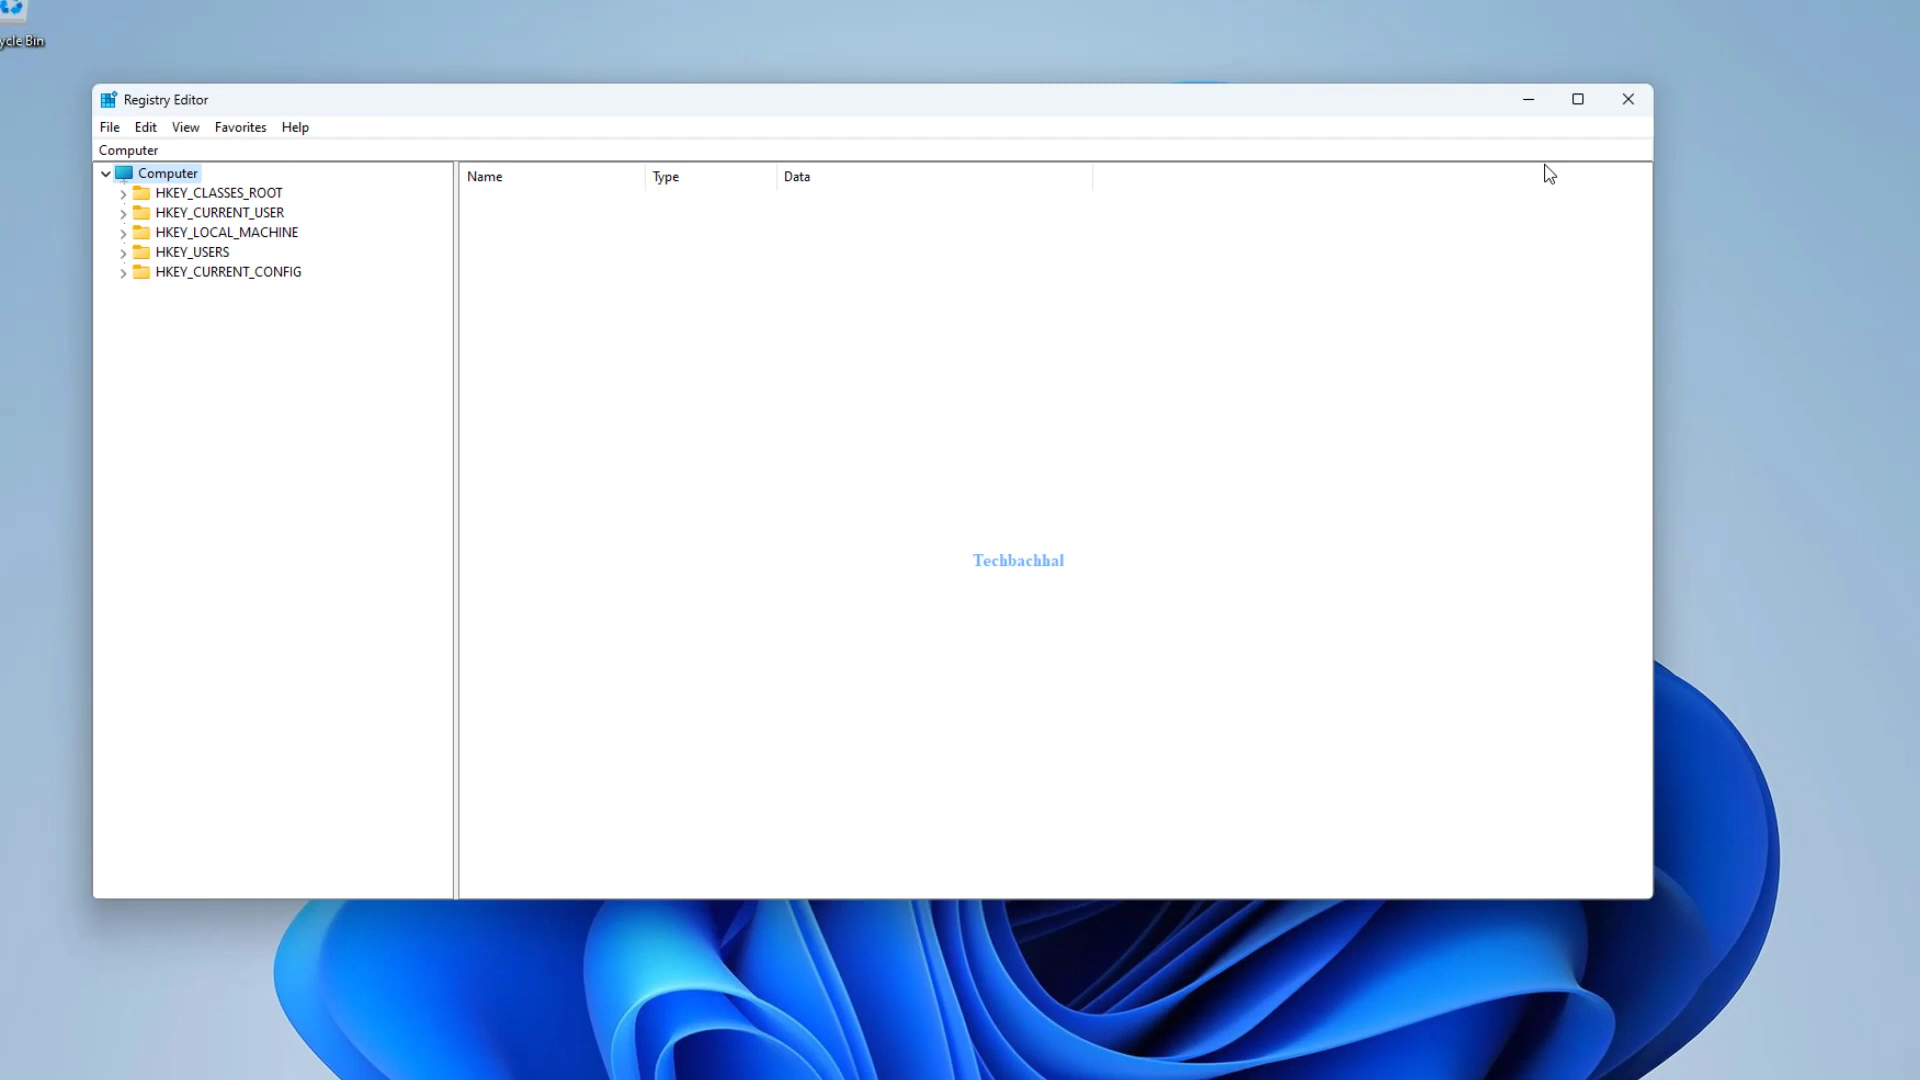 ycle Bin
Registry Editor
File Edit View Favorites Help
Computer
Computer
HKEY_CLASSES_ROOT
HKEY_CURRENT_USER
HKEY_LOCAL_MACHINE
HKEY_USERS
HKEY_CURRENT_CONFIG
Name Type Data
Techbachhal